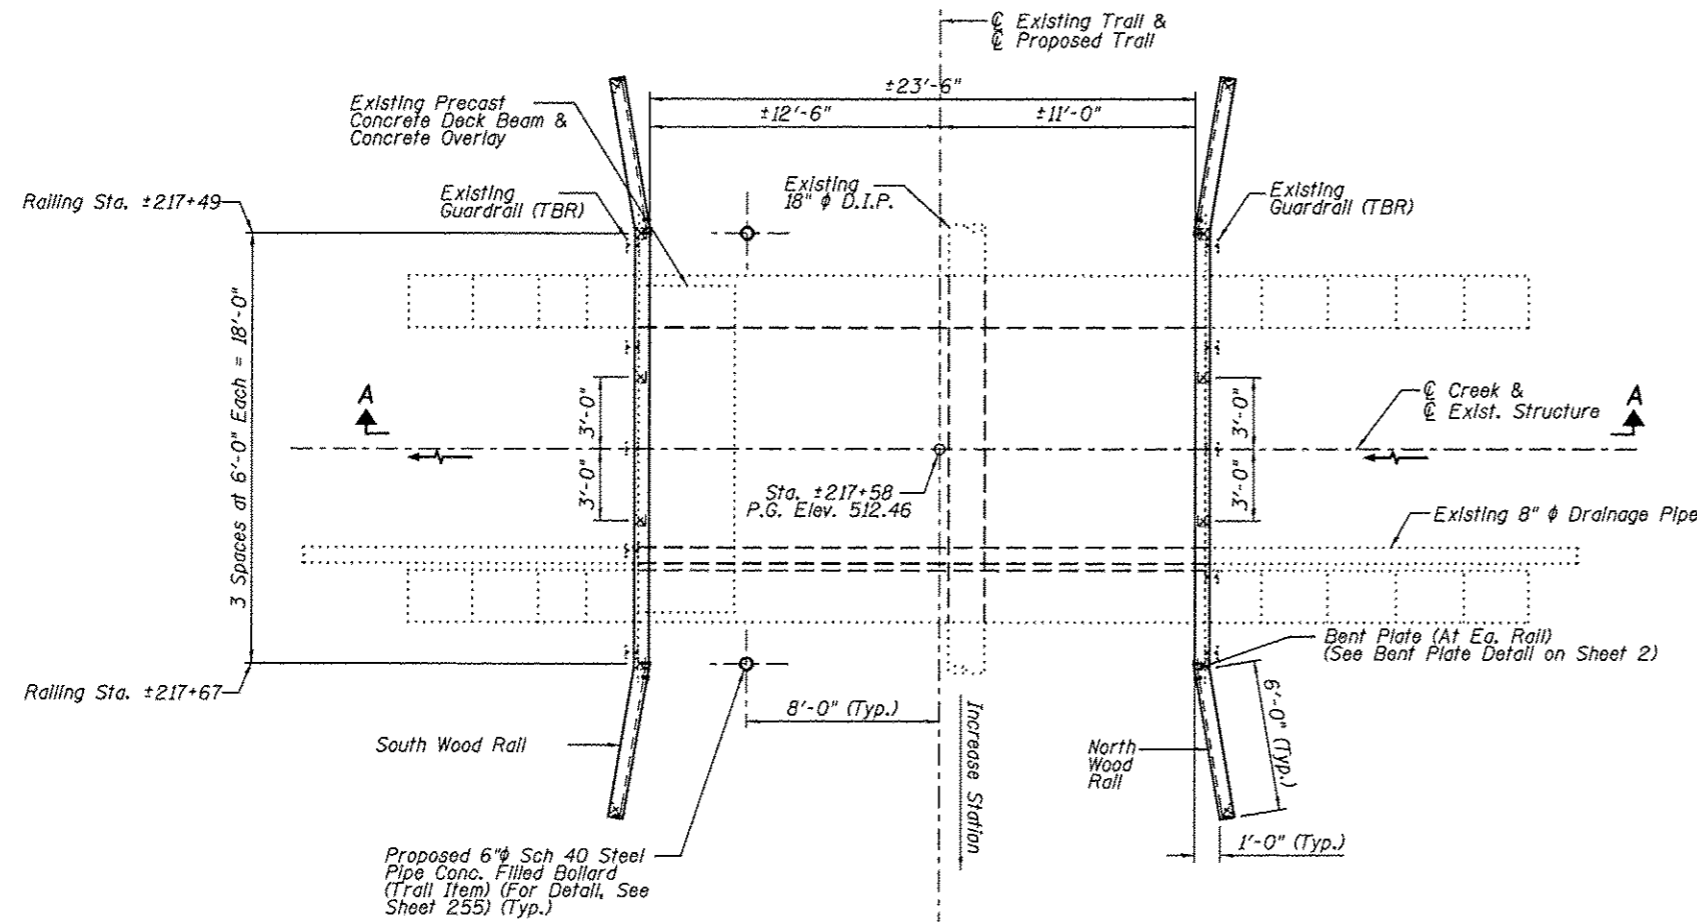 ℄ Existing Trail &
℄ Proposed Trail
±23'-6"
±12'-6"
±11'-0"
Existing Precast
Concrete Deck Beam &
Concrete Overlay
Existing
Guardrail (TBR)
Existing
18" φ D.I.P.
Existing
Guardrail (TBR)
Railing Sta. ±217+49
3 Spaces at 6'-0" Each = 18'-0"
A
3'-0"
3'-0"
3'-0"
3'-0"
℄ Creek &
℄ Exist. Structure
A
Sta. ±217+58
P.G. Elev. 512.46
Existing 8" φ Drainage Pipe
Bent Plate (At Ea. Rail)
(See Bent Plate Detail on Sheet 2)
Railing Sta. ±217+67
8'-0" (Typ.)
Increase Station
6'-0" (Typ.)
South Wood Rail
North
Wood
Rail
1'-0" (Typ.)
Proposed 6"φ Sch 40 Steel
Pipe Conc. Filled Bollard
(Trail Item) (For Detail, See
Sheet 255) (Typ.)